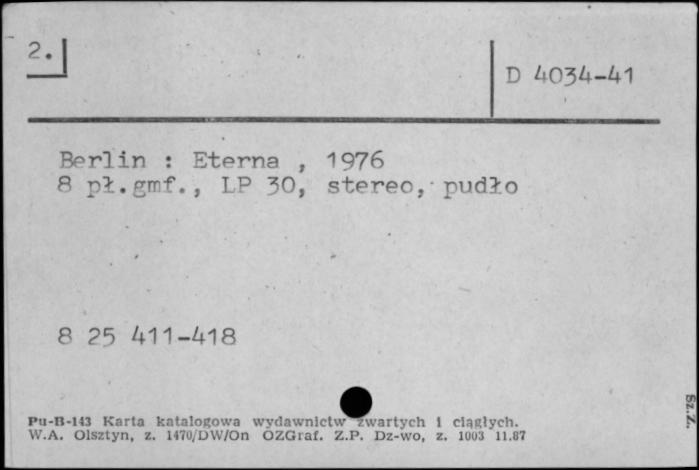 2.
D 4034-41
Berlin : Eterna , 1976
8 pł.gmf., LP 30, stereo, pudło
8 25 411-418
Pu-B-143 Karta katalogowa wydawnictw zwartych i ciągłych.
W.A. Olsztyn, z. 1470/DW/On OZGraf. Z.P. Dz-wo, z. 1003 11.87
Sz.Z.